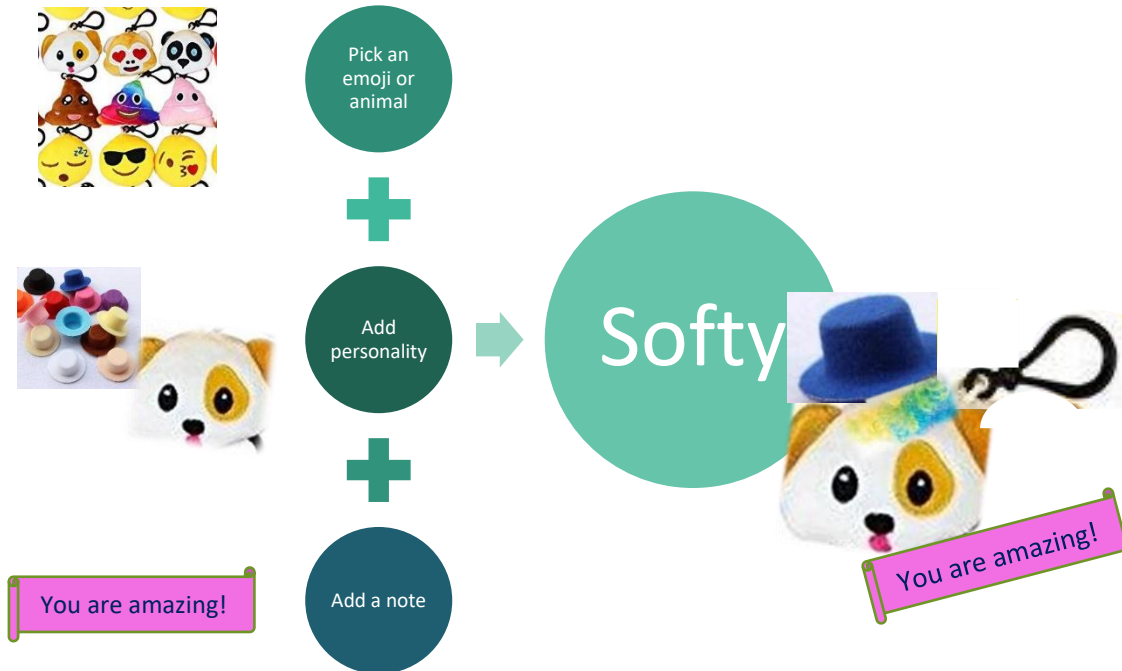 Pick an
emoji or
animal
Add
personality
Softy
You are amazing!
Add a note
You are amazing!